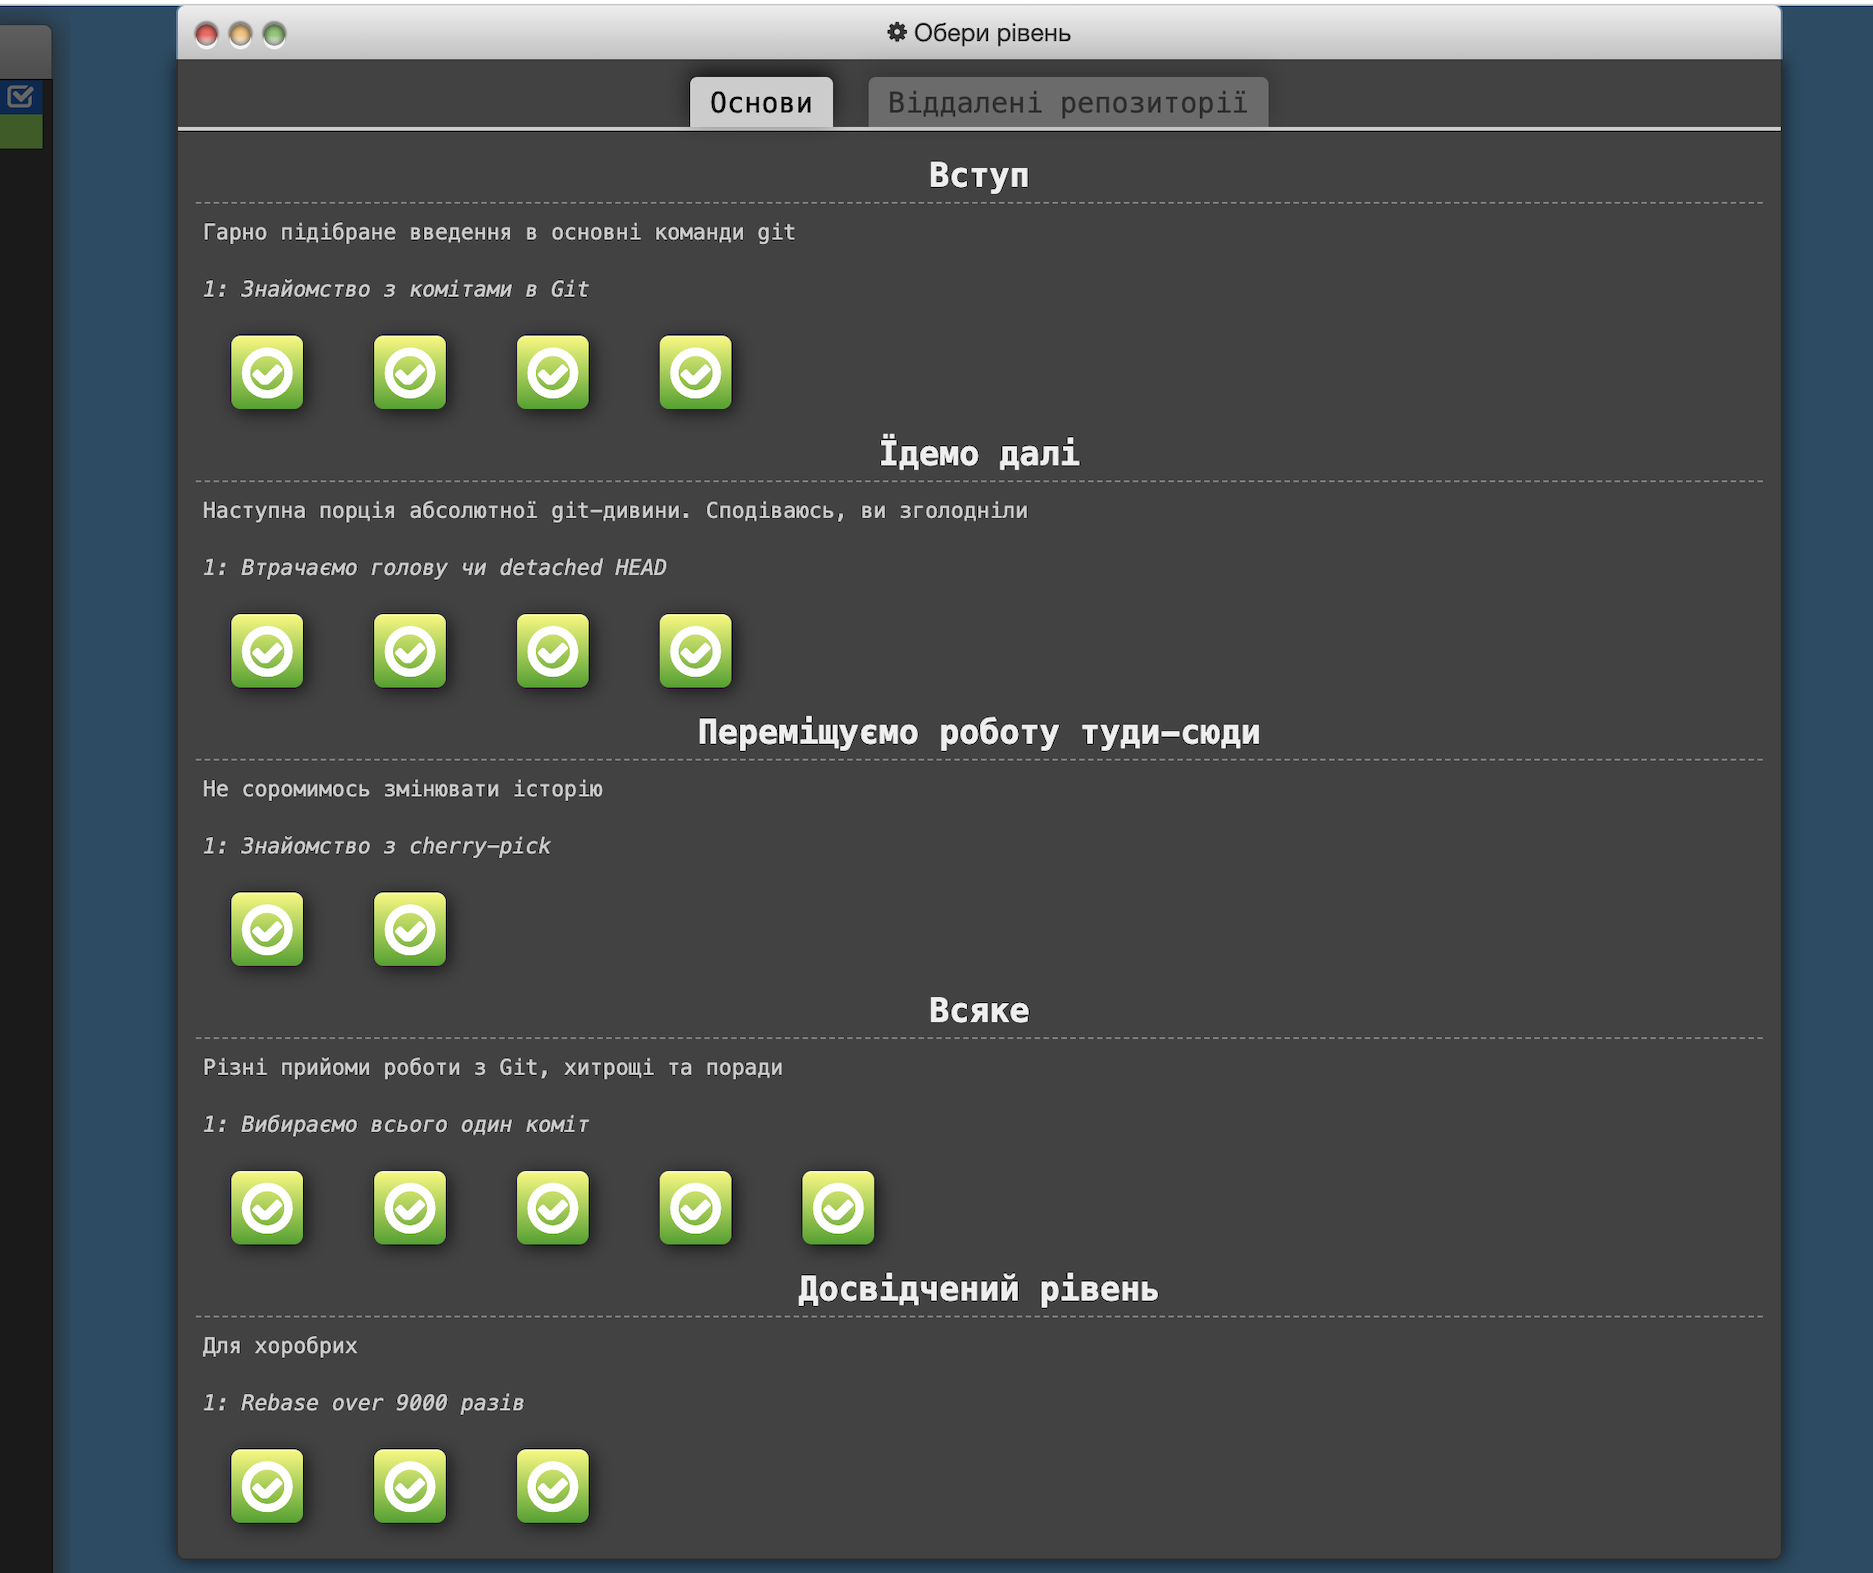 Обери рівень
Основи
Віддалені репозиторії
Вступ
Гарно підібране введення в основні команди git
1: Знайомство з комітами в Git
Їдемо далі
Наступна порція абсолютної git-дивини. Сподіваюсь, ви зголодніли
1: Втрачаємо голову чи detached HEAD
Переміщуємо роботу туди-сюди
Не соромимось змінювати історію
1: Знайомство з cherry-pick
Всяке
Різні прийоми роботи з Git, хитрощі та поради
1: Вибираємо всього один коміт
Досвідчений рівень
Для хоробрих
1: Rebase over 9000 разів